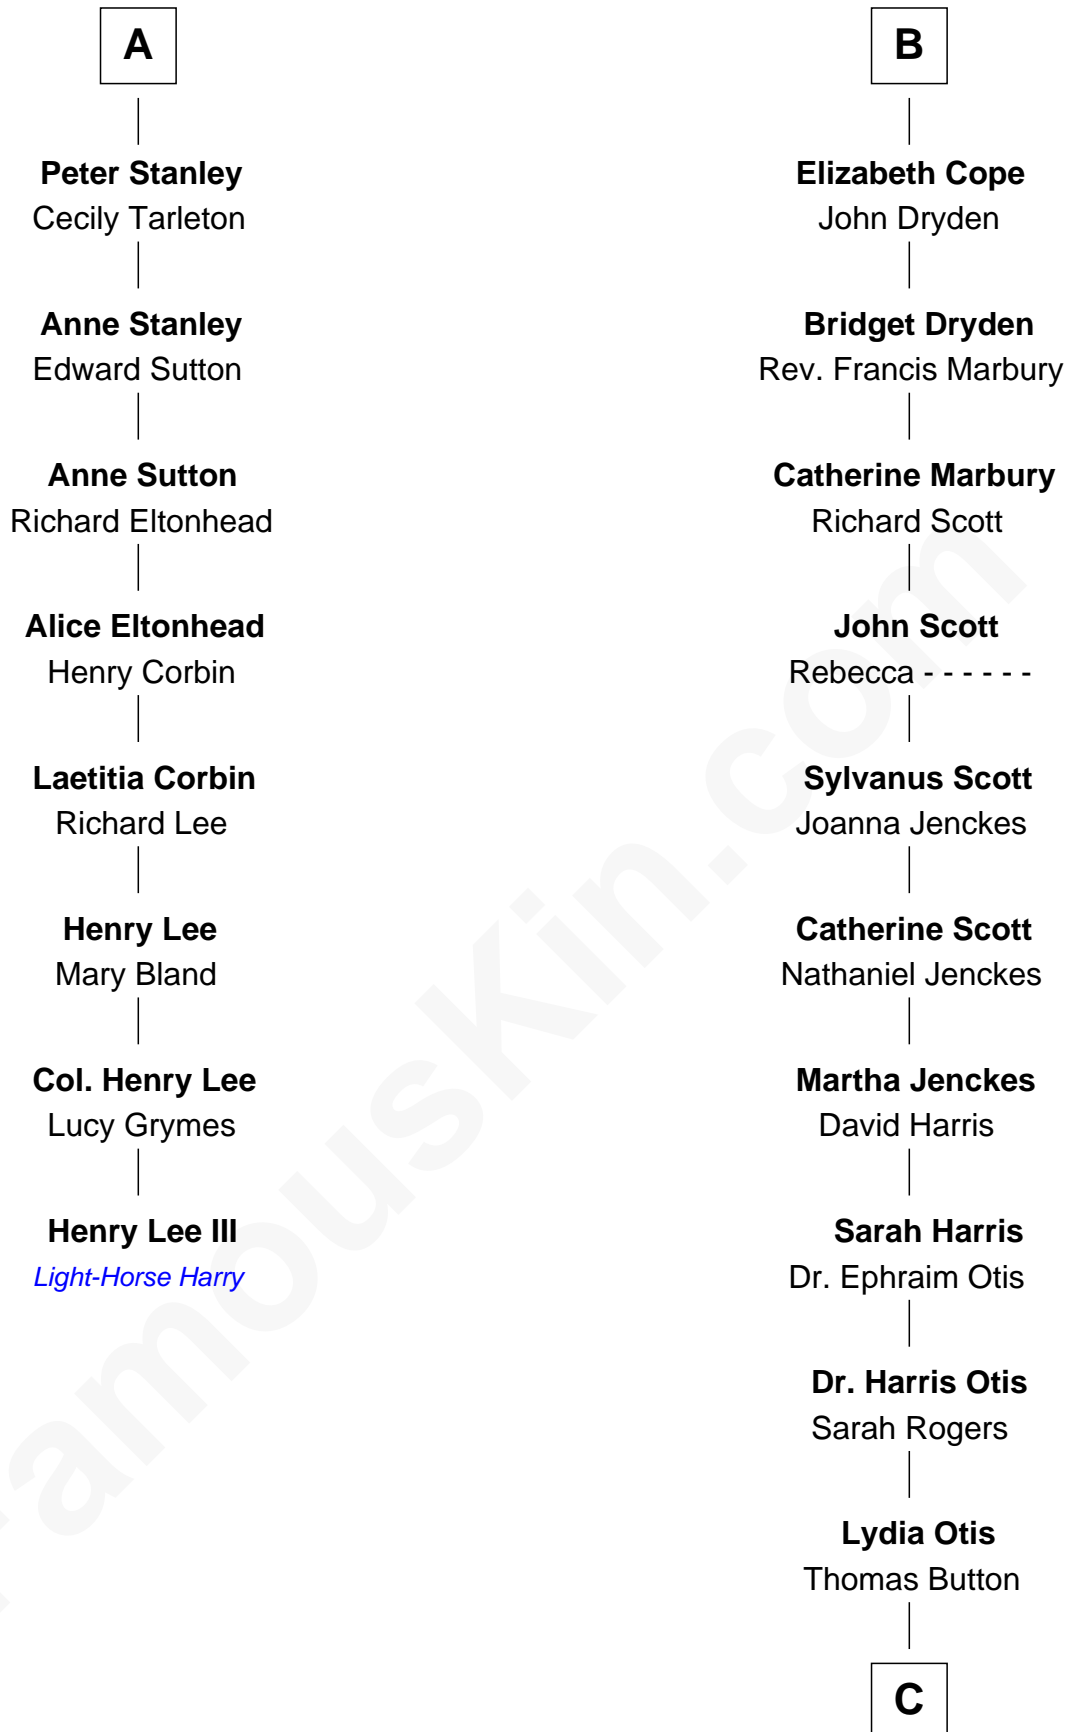 A
Peter Stanley
Cecily Tarleton
Anne Stanley
Edward Sutton
Anne Sutton
Richard Eltonhead
Alice Eltonhead
Henry Corbin
Laetitia Corbin
Richard Lee
Henry Lee
Mary Bland
Col. Henry Lee
Lucy Grymes
Henry Lee III
Light-Horse Harry
B
Elizabeth Cope
John Dryden
Bridget Dryden
Rev. Francis Marbury
Catherine Marbury
Richard Scott
John Scott
Rebecca - - - - - -
Sylvanus Scott
Joanna Jenckes
Catherine Scott
Nathaniel Jenckes
Martha Jenckes
David Harris
Sarah Harris
Dr. Ephraim Otis
Dr. Harris Otis
Sarah Rogers
Lydia Otis
Thomas Button
C
FamousKin.com